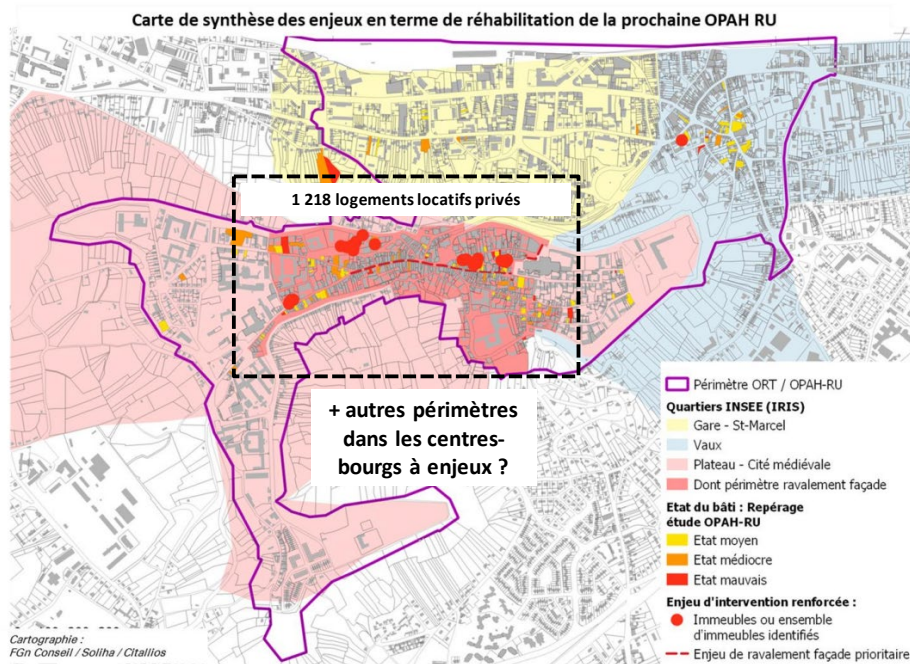 Carte de synthèse des enjeux en terme de réhabilitation de la prochaine OPAH RU
1 218 logements locatifs privés
+ autres périmètres
dans les centres-
bourgs à enjeux ?
Périmètre ORT / OPAH-RU
Quartiers INSEE (IRIS)
Gare - St-Marcel
Vaux
Plateau - Cité médiévale
Dont périmètre ravalement façade
Etat du bâti : Repérage
étude OPAH-RU
Etat moyen
Etat médiocre
Etat mauvais
Enjeu d'intervention renforcée :
Immeubles ou ensemble
d'immeubles identifiés
Enjeu de ravalement façade prioritaire
Cartographie :
FGn Conseil / Soliha / Citallios